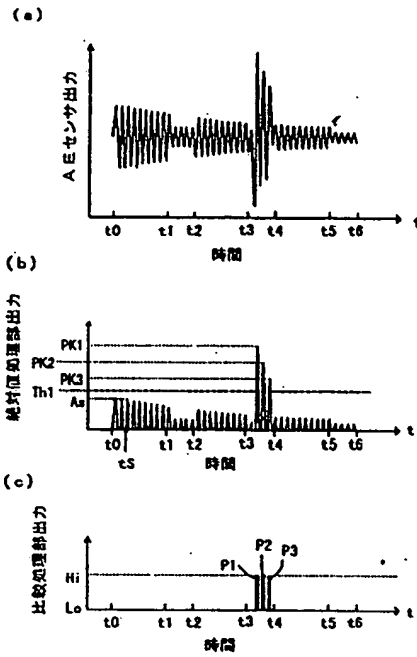 (a)
AEセンサ出力
t0 t1 t2 t3 t4 t5 t6 t
時間
(b)
絶対値処理部出力
PK1
PK2
PK3
Th1
As
t0 t1 t2 t3 t4 t5 t6 t
tS
時間
(c)
比較処理部出力
P1 P2 P3
Hi
Lo
t0 t1 t2 t3 t4 t5 t6 t
時間